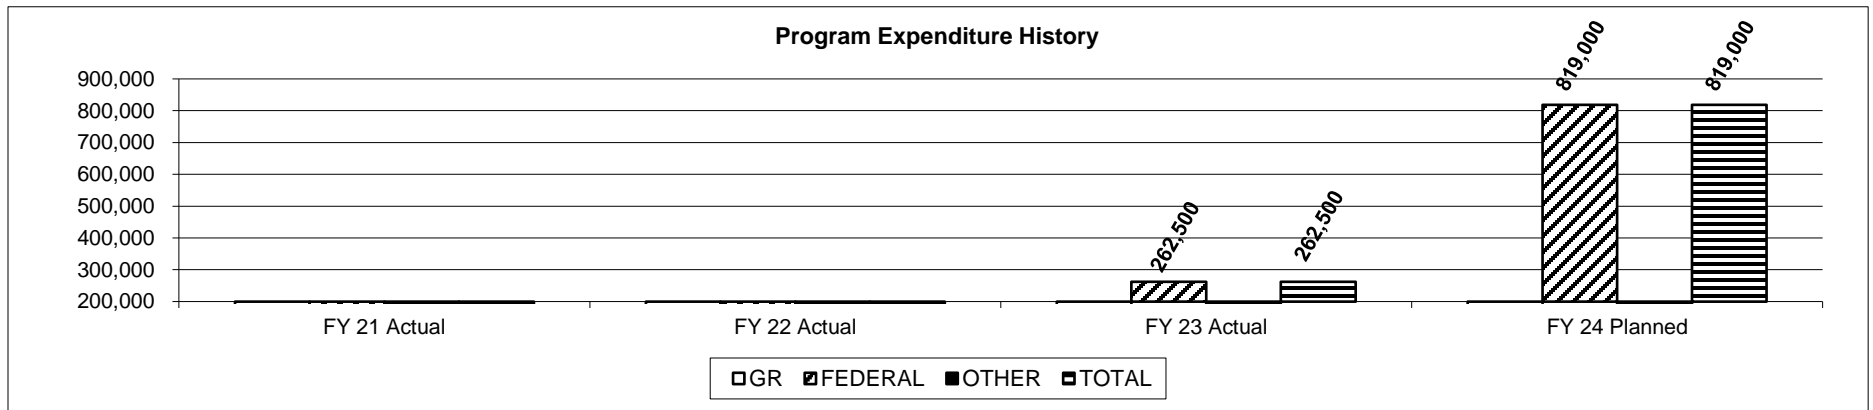 Program Expenditure History
819,000
819,000
900,000
800,000
700,000
600,000
500,000
400,000
300,000
200,000
262,500
262,500
FY 21 Actual
FY 22 Actual
FY 23 Actual
FY 24 Planned
GR FEDERAL OTHER TOTAL